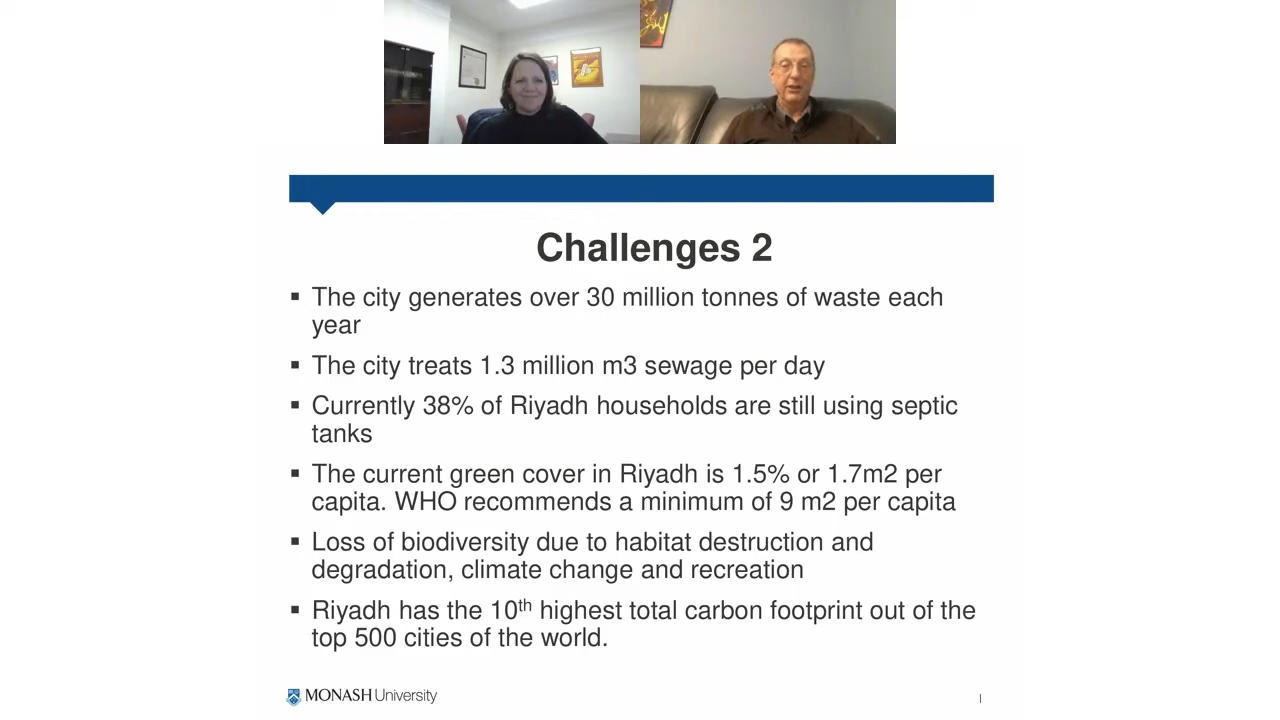 Challenges 2
▪ The city generates over 30 million tonnes of waste each
year
▪ The city treats 1.3 million m3 sewage per day
▪ Currently 38% of Riyadh households are still using septic
tanks
▪ The current green cover in Riyadh is 1.5% or 1.7m2 per
capita. WHO recommends a minimum of 9 m2 per capita
▪ Loss of biodiversity due to habitat destruction and
degradation, climate change and recreation
▪ Riyadh has the 10th highest total carbon footprint out of the
top 500 cities of the world.
MONASH University